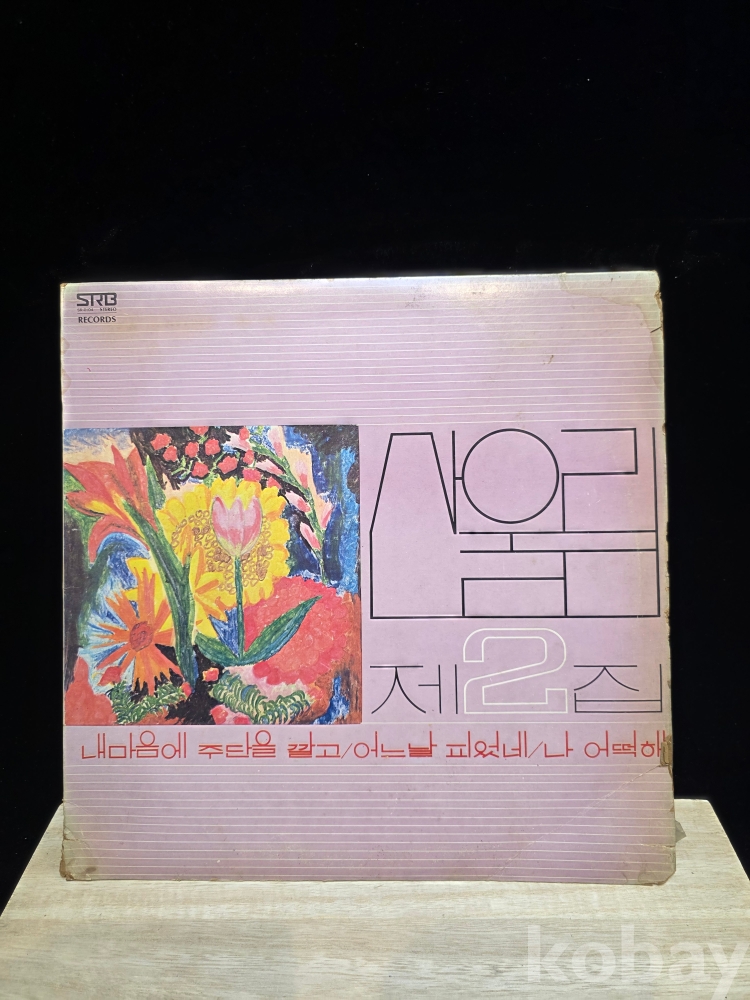 SRB
STEREO
RECORDS
산울림
제2집
내마음에 주단을 깔고/어느날 피었네/나 어떡해
kobay